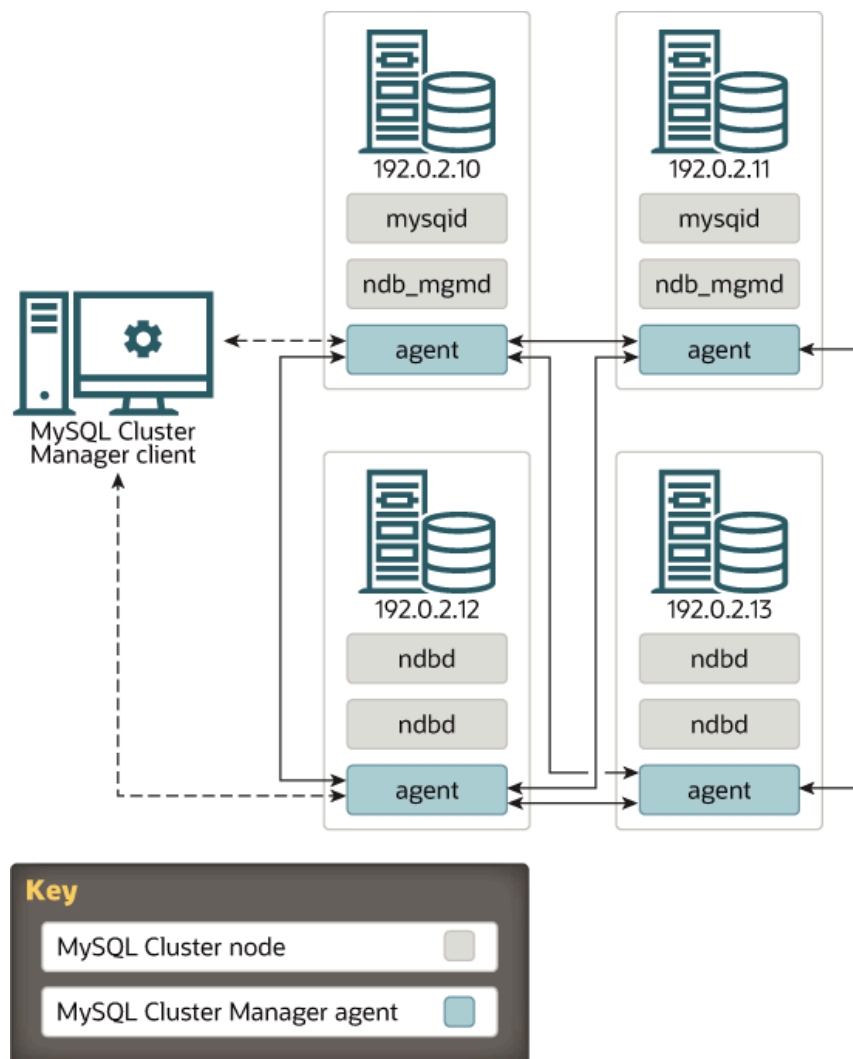 192.0.2.10
192.0.2.11
mysqid
mysqid
ndb_mgmd
ndb_mgmd
agent
agent
MySQL Cluster
Manager client
192.0.2.12
192.0.2.13
ndbd
ndbd
ndbd
ndbd
agent
agent
Key
MySQL Cluster node
MySQL Cluster Manager agent